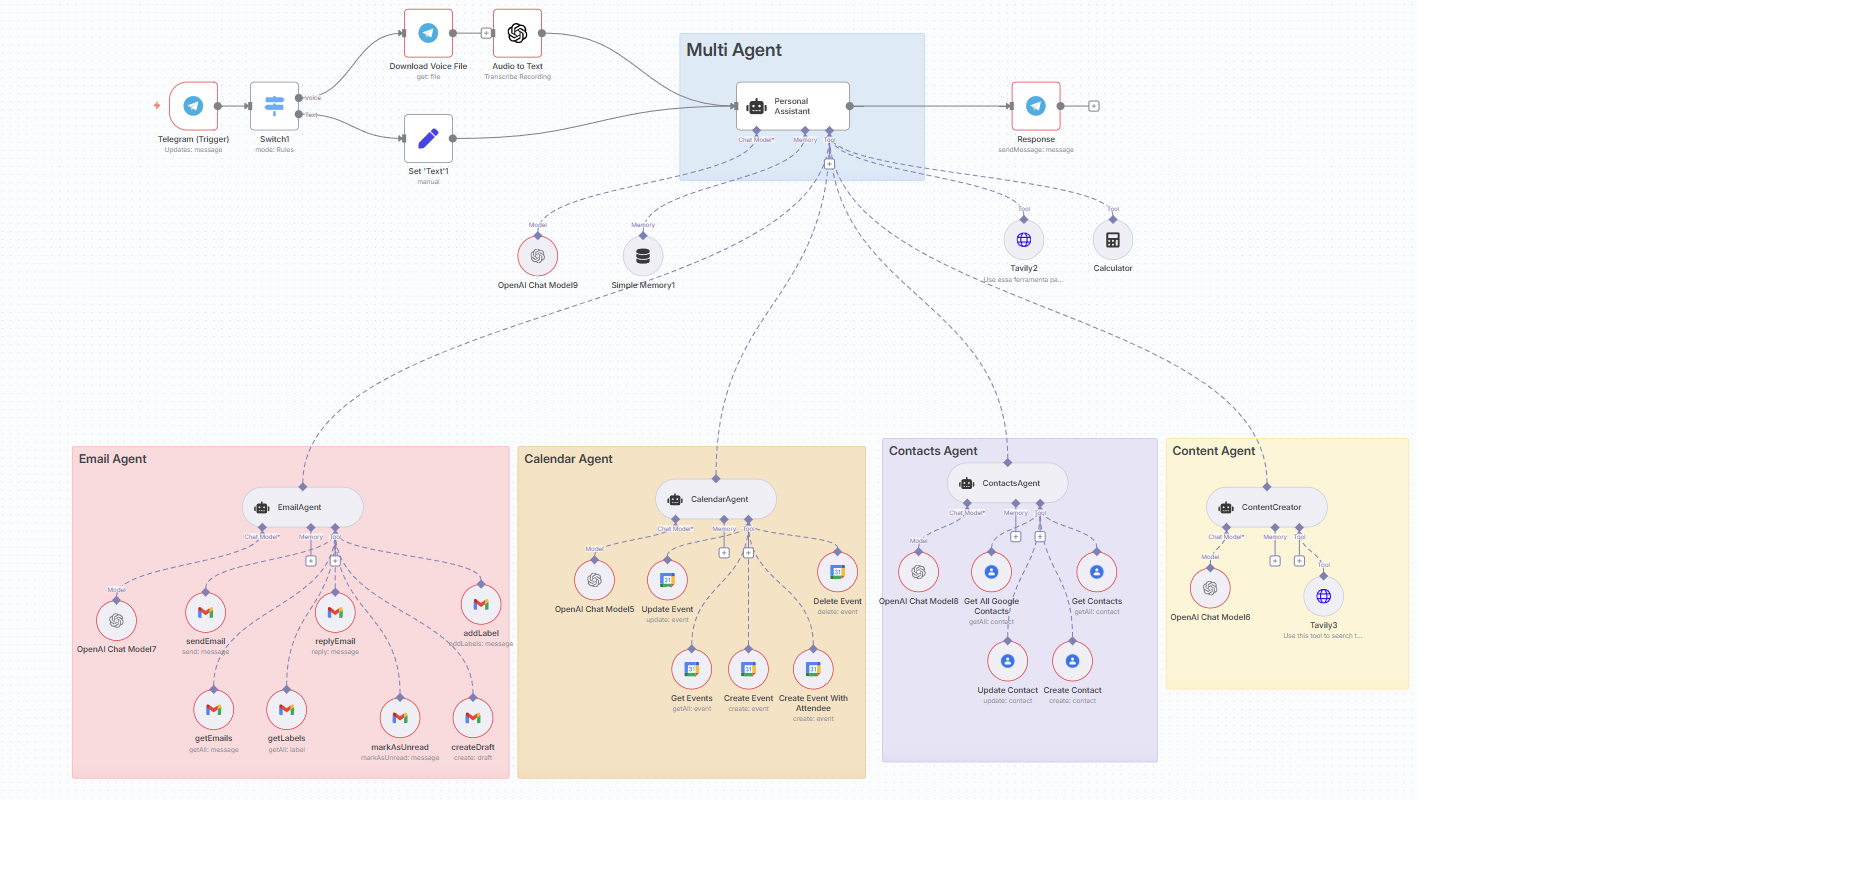 Download Voice File
get: file
Audio to Text
Transcribe Recording
Multi Agent
Telegram (Trigger)
Updates: message
Switch1
mode: Rules
Voice
Text
Set 'Text'1
manual
Personal
Assistant
Chat Model*
Memory
Tool
Response
sendMessage: message
Model
OpenAI Chat Model9
Memory
Simple Memory1
Tool
Tavily2
Use essa ferramenta pa...
Tool
Calculator
Email Agent
EmailAgent
Chat Model*
Memory
Tool
Model
OpenAI Chat Model7
sendEmail
send: message
replyEmail
reply: message
addLabel
addLabels: message
getEmails
getAll: message
getLabels
getAll: label
markAsUnread
markAsUnread: message
createDraft
create: draft
Calendar Agent
CalendarAgent
Chat Model*
Memory
Tool
Model
OpenAI Chat Model5
31
Update Event
update: event
31
Delete Event
delete: event
31
Get Events
getAll: event
31
Create Event
create: event
31
Create Event With
Attendee
create: event
Contacts Agent
ContactsAgent
Chat Model*
Memory
Tool
Model
OpenAI Chat Model8
Get All Google
Contacts
getAll: contact
Get Contacts
getAll: contact
Update Contact
update: contact
Create Contact
create: contact
Content Agent
ContentCreator
Chat Model*
Memory
Tool
Model
OpenAI Chat Model6
Tool
Tavily3
Use this tool to search t...